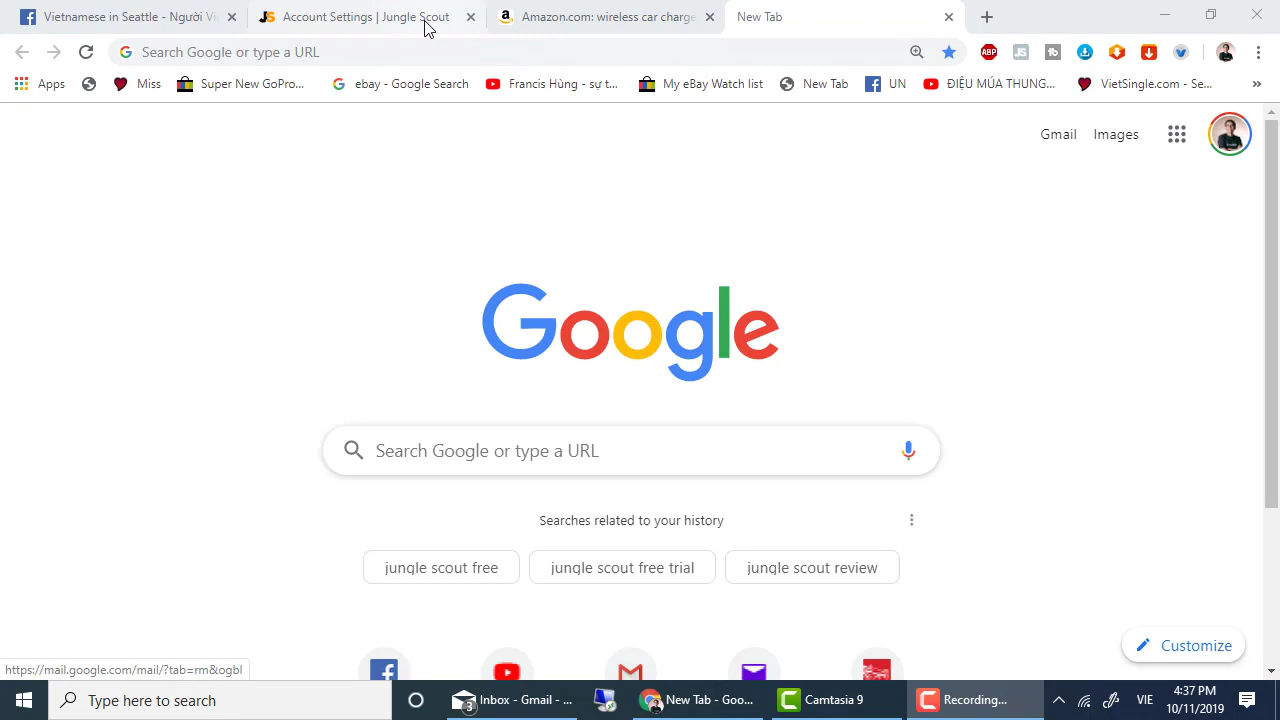 Vietnamese in Seattle - Người Vi
Account Settings | Jungle Scout
Amazon.com: wireless car charge
New Tab
Search Google or type a URL
ABP
JS
Apps
Miss
Super New GoPro...
ebay - Google Search
Francis Hùng - sự t...
My eBay Watch list
New Tab
UN
ĐIỆU MÚA THUNG...
VietSingle.com - Se...
»
Gmail
Images
Google
Search Google or type a URL
Searches related to your history
jungle scout free
jungle scout free trial
jungle scout review
Customize
https://mail.google.com/mail/?tab=rm&ogbl
Type here to search
3
Inbox - Gmail - ...
New Tab - Goo...
Camtasia 9
Recording...
VIE
4:37 PM
10/11/2019